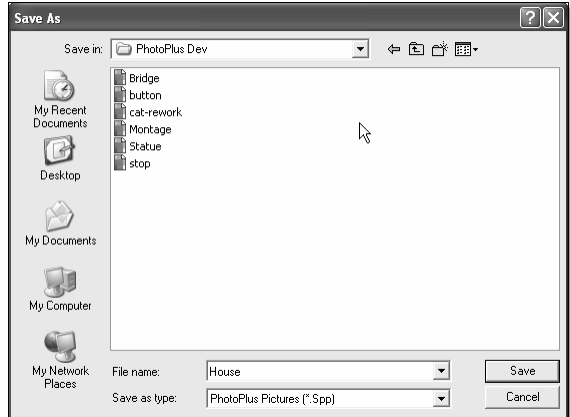 Save As
Save in: PhotoPlus Dev
My Recent
Documents
Desktop
My Documents
My Computer
My Network
Places
Bridge
button
cat-rework
Montage
Statue
stop
File name: House Save
Save as type: PhotoPlus Pictures (*.Spp) Cancel